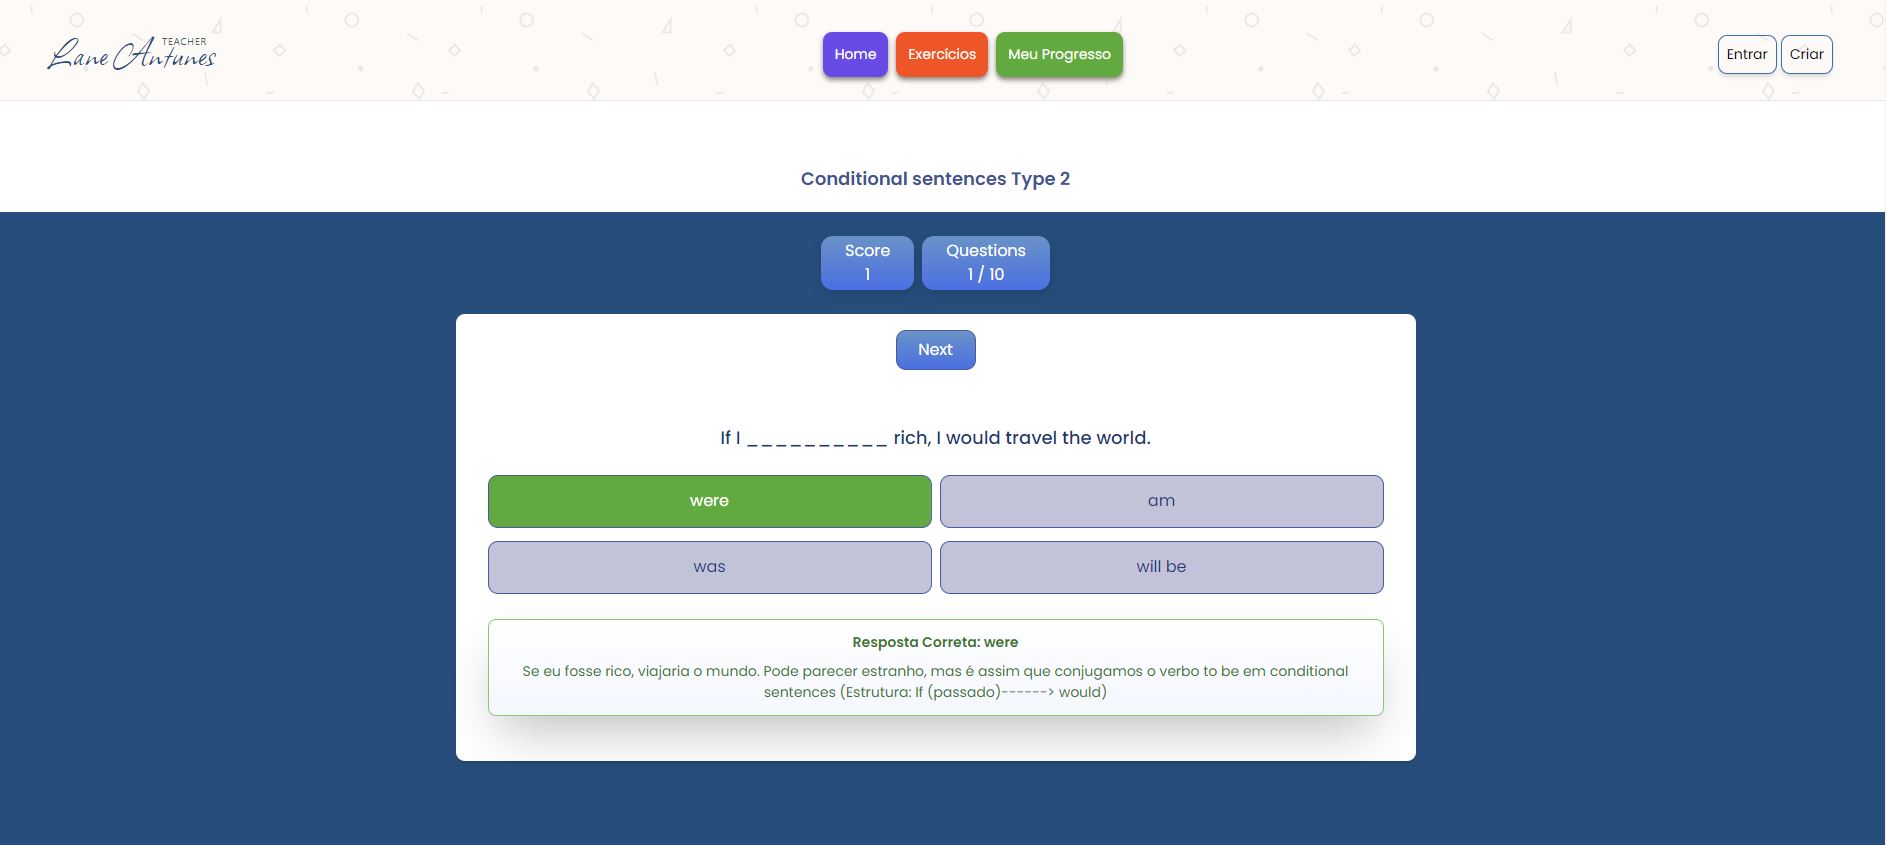 TEACHER
Lane Antunes
Home
Exercícios
Meu Progresso
Entrar
Criar
Conditional sentences Type 2
Score
1
Questions
1 / 10
Next
If I __________ rich, I would travel the world.
were
am
was
will be
Resposta Correta: were
Se eu fosse rico, viajaria o mundo. Pode parecer estranho, mas é assim que conjugamos o verbo to be em conditional
sentences (Estrutura: If (passado)------> would)